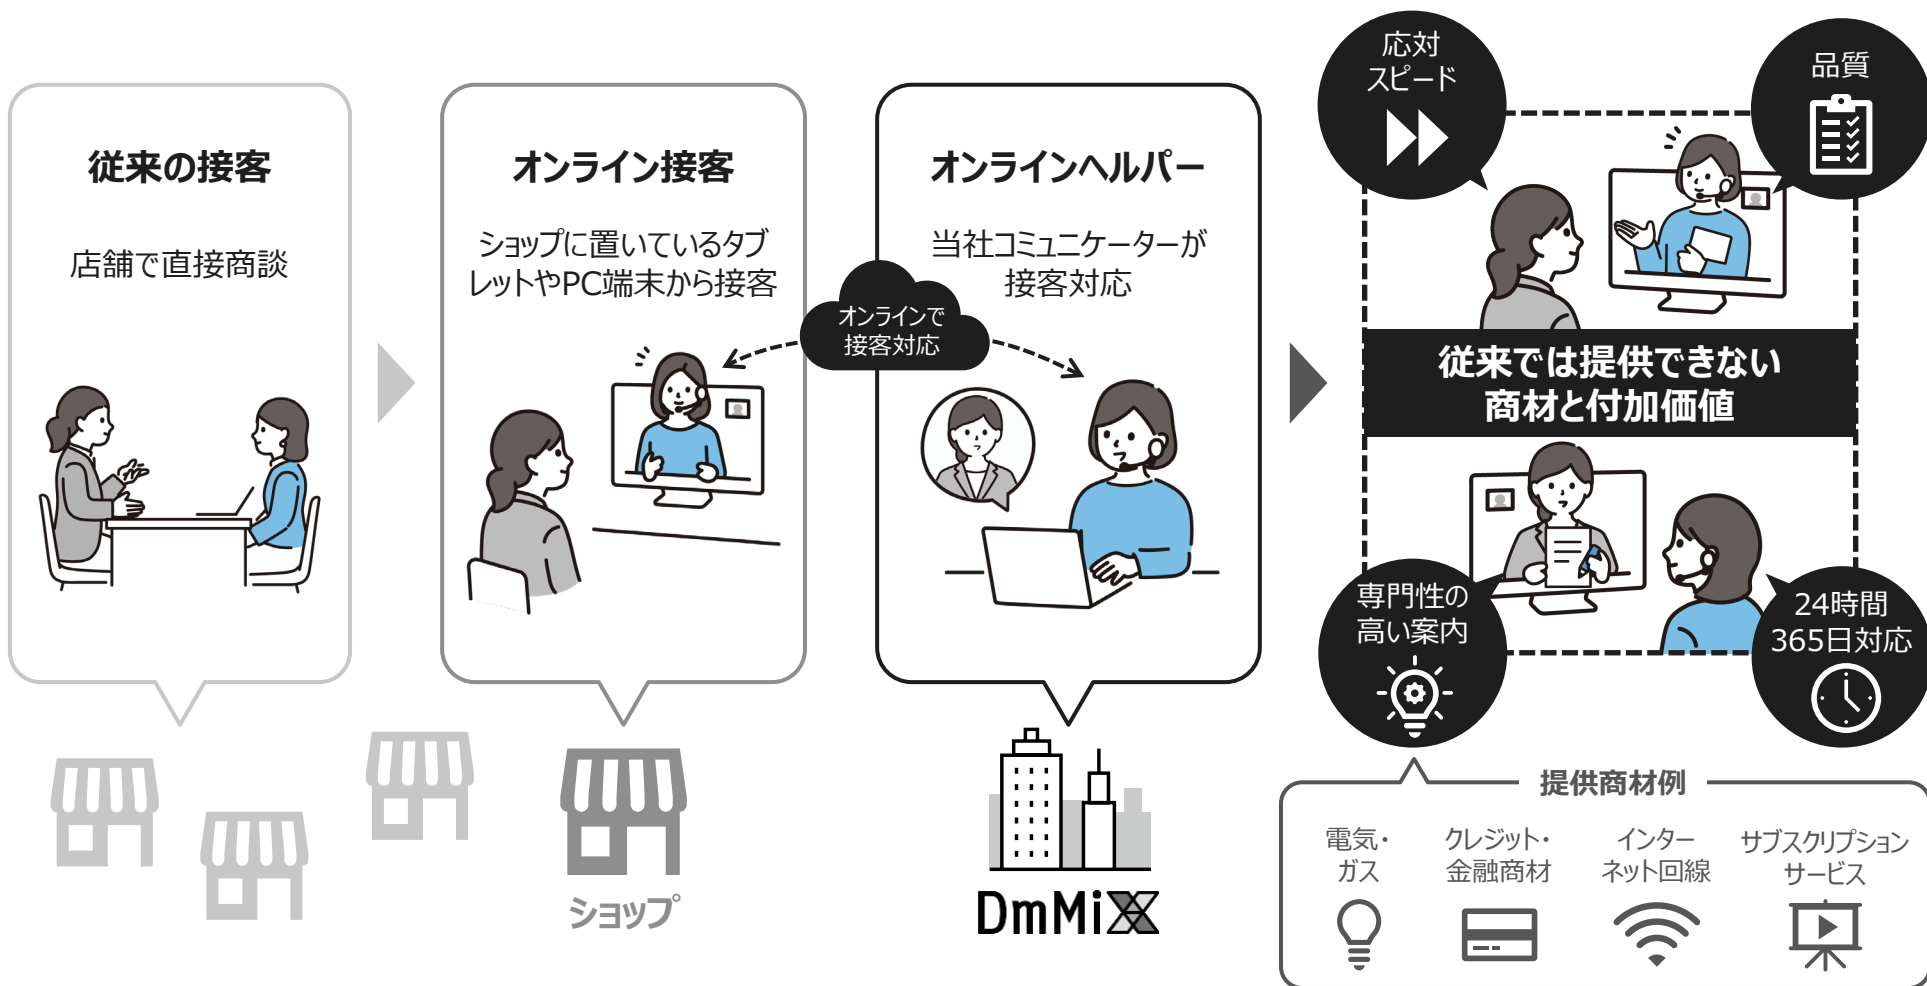 従来の接客
店舗で直接商談
オンライン接客
ショップに置いているタブ
レットやPC端末から接客
オンラインで
接客対応
オンラインヘルパー
当社コミュニケーターが
接客対応
応対
スピード
品質
従来では提供できない
商材と付加価値
専門性の
高い案内
24時間
365日対応
ショップ
DmMiX
提供商材例
電気・
ガス
クレジット・
金融商材
インター
ネット回線
サブスクリプション
サービス